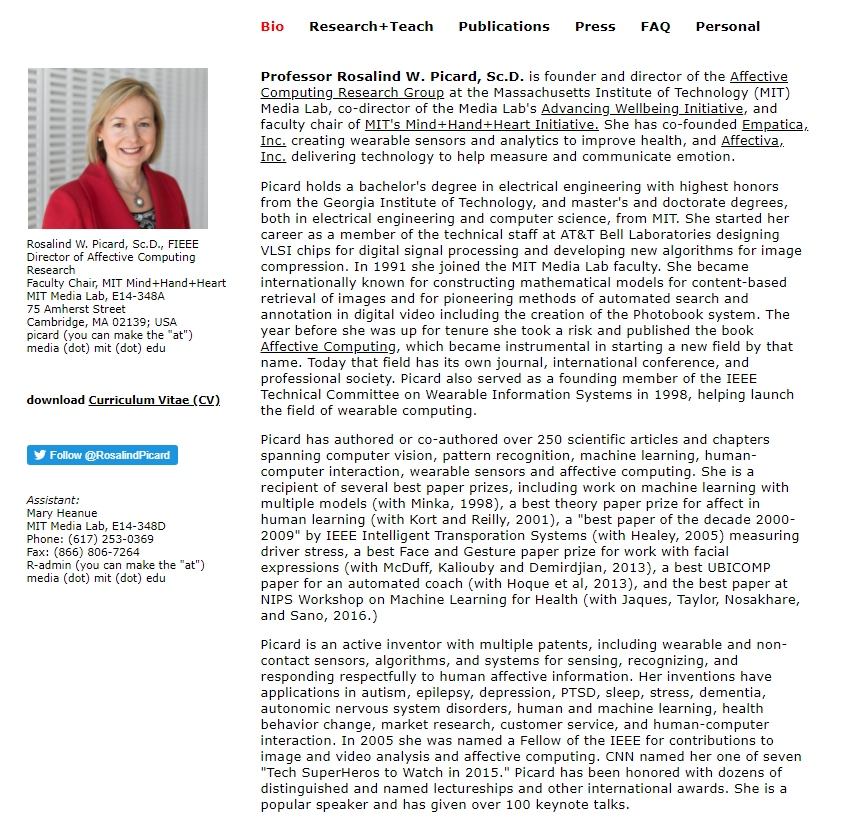 Bio Research+Teach Publications Press FAQ Personal
Rosalind W. Picard, Sc.D., FIEEE
Director of Affective Computing
Research
Faculty Chair, MIT Mind+Hand+Heart
MIT Media Lab, E14-348A
75 Amherst Street
Cambridge, MA 02139; USA
picard (you can make the "at")
media (dot) mit (dot) edu
download Curriculum Vitae (CV)
Follow @RosalindPicard
Assistant:
Mary Heanue
MIT Media Lab, E14-348D
Phone: (617) 253-0369
Fax: (866) 806-7264
R-admin (you can make the "at")
media (dot) mit (dot) edu
Professor Rosalind W. Picard, Sc.D. is founder and director of the Affective
Computing Research Group at the Massachusetts Institute of Technology (MIT)
Media Lab, co-director of the Media Lab's Advancing Wellbeing Initiative, and
faculty chair of MIT's Mind+Hand+Heart Initiative. She has co-founded Empatica,
Inc. creating wearable sensors and analytics to improve health, and Affectiva,
Inc. delivering technology to help measure and communicate emotion.
Picard holds a bachelor's degree in electrical engineering with highest honors
from the Georgia Institute of Technology, and master's and doctorate degrees,
both in electrical engineering and computer science, from MIT. She started her
career as a member of the technical staff at AT&T Bell Laboratories designing
VLSI chips for digital signal processing and developing new algorithms for image
compression. In 1991 she joined the MIT Media Lab faculty. She became
internationally known for constructing mathematical models for content-based
retrieval of images and for pioneering methods of automated search and
annotation in digital video including the creation of the Photobook system. The
year before she was up for tenure she took a risk and published the book
Affective Computing, which became instrumental in starting a new field by that
name. Today that field has its own journal, international conference, and
professional society. Picard also served as a founding member of the IEEE
Technical Committee on Wearable Information Systems in 1998, helping launch
the field of wearable computing.
Picard has authored or co-authored over 250 scientific articles and chapters
spanning computer vision, pattern recognition, machine learning, human-
computer interaction, wearable sensors and affective computing. She is a
recipient of several best paper prizes, including work on machine learning with
multiple models (with Minka, 1998), a best theory paper prize for affect in
human learning (with Kort and Reilly, 2001), a "best paper of the decade 2000-
2009" by IEEE Intelligent Transporation Systems (with Healey, 2005) measuring
driver stress, a best Face and Gesture paper prize for work with facial
expressions (with McDuff, Kaliouby and Demirdjian, 2013), a best UBICOMP
paper for an automated coach (with Hoque et al, 2013), and the best paper at
NIPS Workshop on Machine Learning for Health (with Jaques, Taylor, Nosakhare,
and Sano, 2016.)
Picard is an active inventor with multiple patents, including wearable and non-
contact sensors, algorithms, and systems for sensing, recognizing, and
responding respectfully to human affective information. Her inventions have
applications in autism, epilepsy, depression, PTSD, sleep, stress, dementia,
autonomic nervous system disorders, human and machine learning, health
behavior change, market research, customer service, and human-computer
interaction. In 2005 she was named a Fellow of the IEEE for contributions to
image and video analysis and affective computing. CNN named her one of seven
"Tech SuperHeros to Watch in 2015." Picard has been honored with dozens of
distinguished and named lectureships and other international awards. She is a
popular speaker and has given over 100 keynote talks.